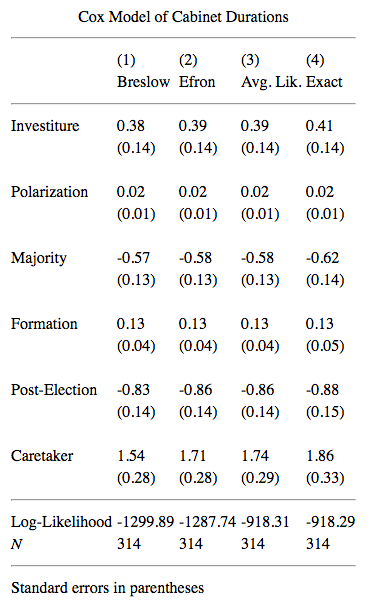 Cox Model of Cabinet Durations
(1) (2) (3) (4)
Breslow Efron Avg. Lik. Exact
Investiture 0.38 0.39 0.39 0.41
(0.14) (0.14) (0.14) (0.14)
Polarization 0.02 0.02 0.02 0.02
(0.01) (0.01) (0.01) (0.01)
Majority -0.57 -0.58 -0.58 -0.62
(0.13) (0.13) (0.13) (0.14)
Formation 0.13 0.13 0.13 0.13
(0.04) (0.04) (0.04) (0.05)
Post-Election -0.83 -0.86 -0.86 -0.88
(0.14) (0.14) (0.14) (0.15)
Caretaker 1.54 1.71 1.74 1.86
(0.28) (0.28) (0.29) (0.33)
Log-Likelihood -1299.89 -1287.74 -918.31 -918.29
N 314 314 314 314
Standard errors in parentheses